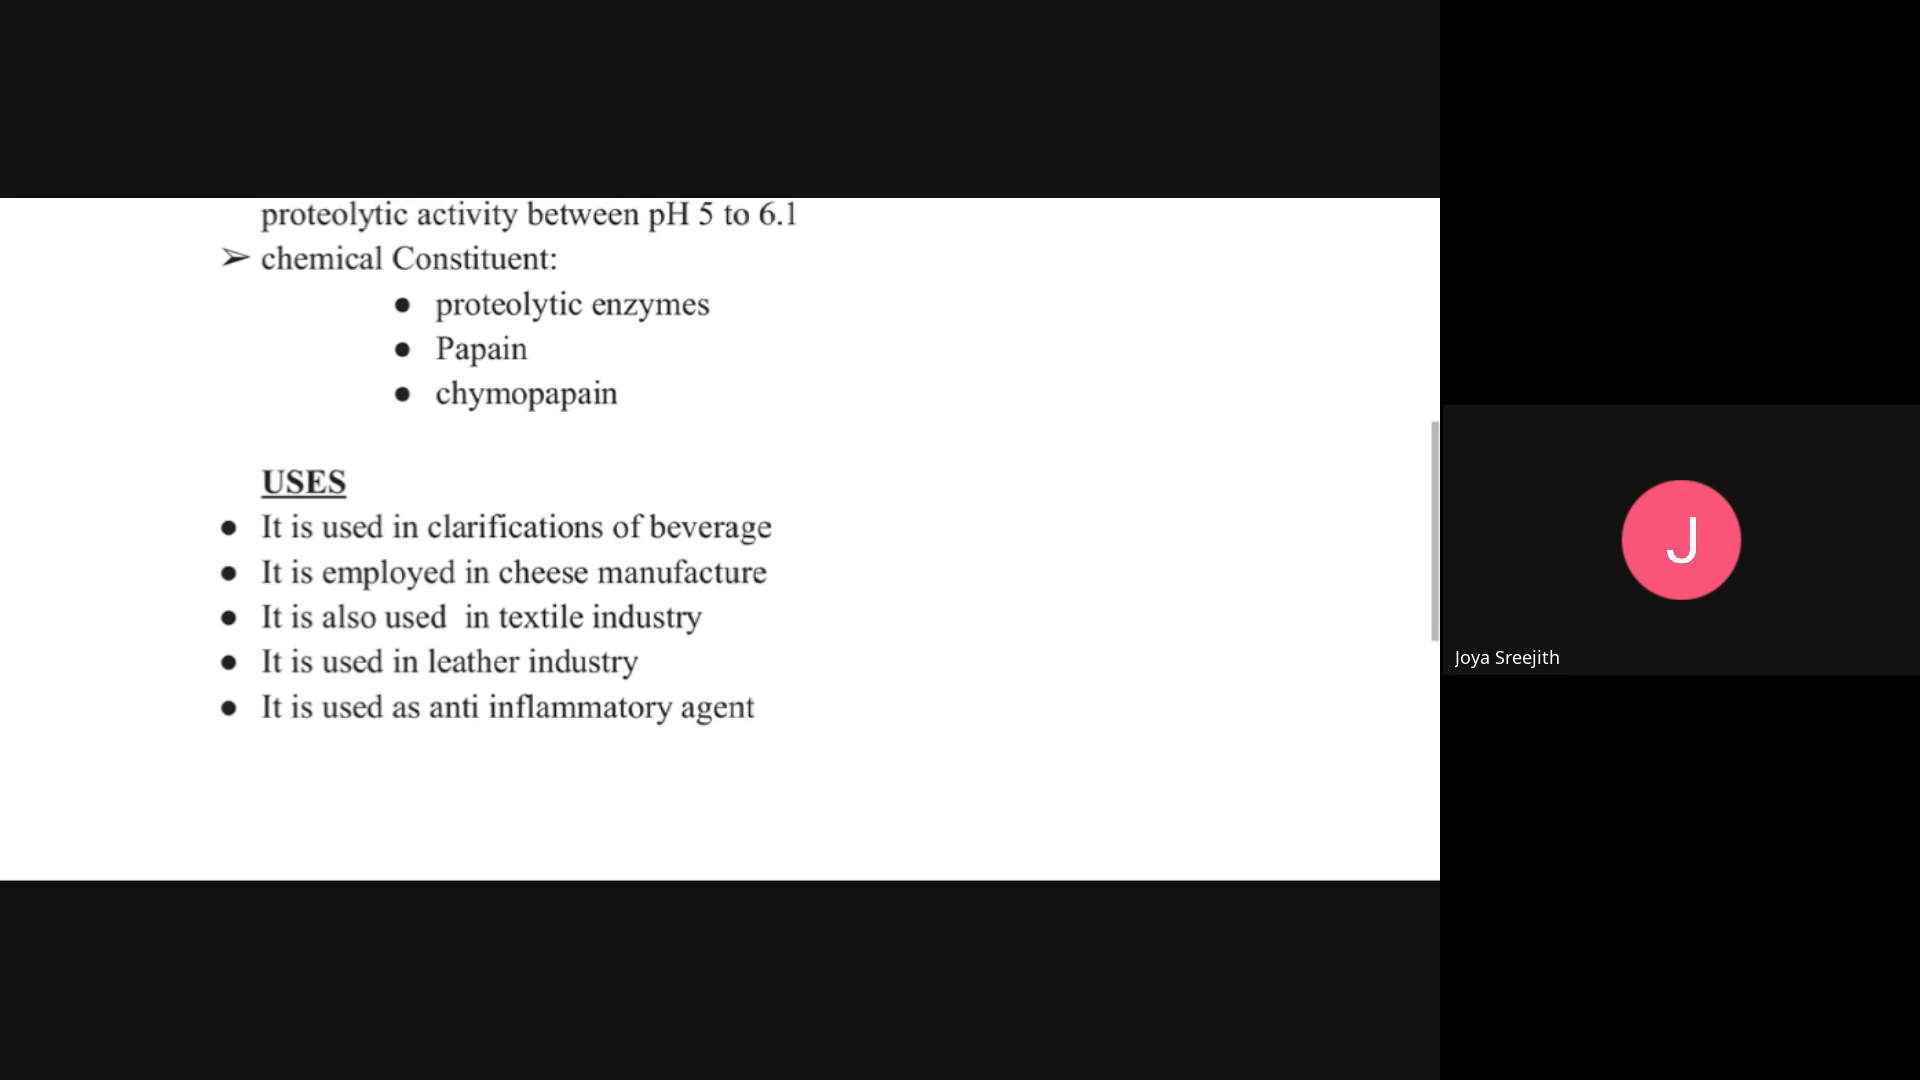 proteolytic activity between pH 5 to 6.1
➢ chemical Constituent:
● proteolytic enzymes
● Papain
● chymopapain
USES
● It is used in clarifications of beverage
● It is employed in cheese manufacture
● It is also used  in textile industry
● It is used in leather industry
● It is used as anti inflammatory agent
J
Joya Sreejith